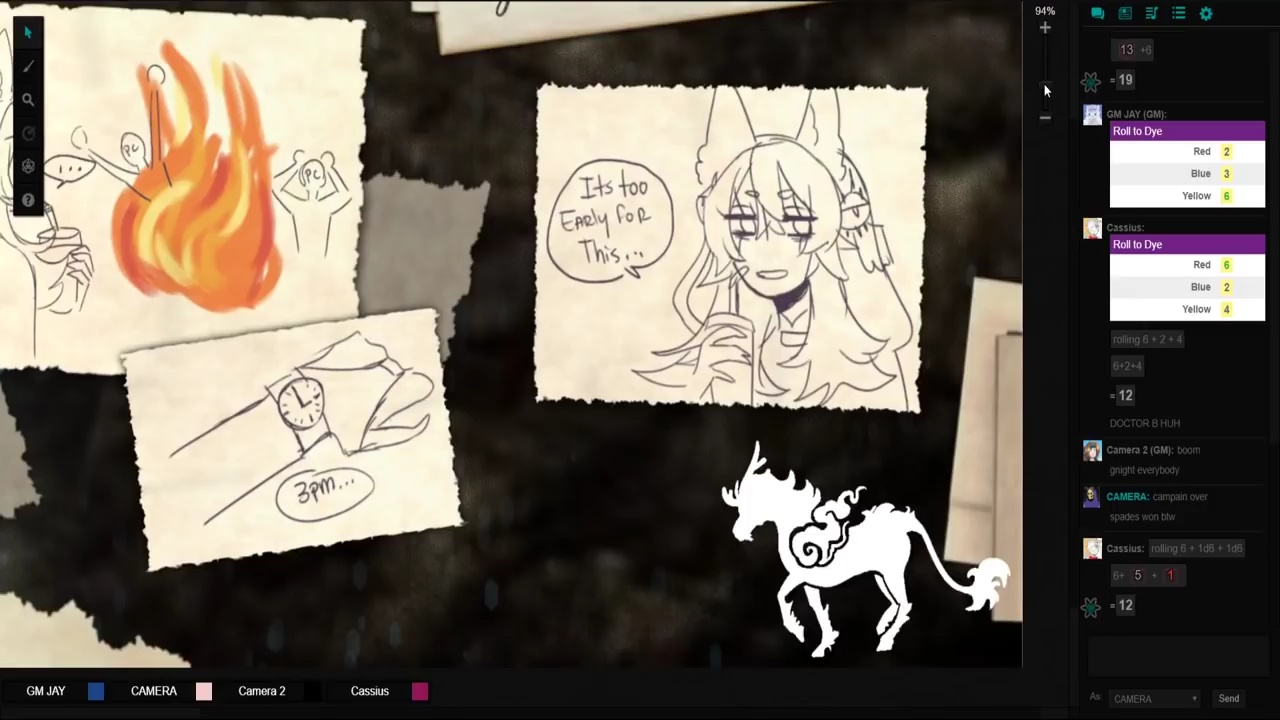 PC
...
PC
Its too
Early for
This...
3pm...
94%
13 +6
= 19
GM JAY (GM):
Roll to Dye
Red 2
Blue 3
Yellow 6
Cassius:
Roll to Dye
Red 6
Blue 2
Yellow 4
rolling 6 + 2 + 4
6+2+4
= 12
DOCTOR B HUH
Camera 2 (GM): boom
gnight everybody
CAMERA: campain over
spades won btw
Cassius: rolling 6 + 1d6 + 1d6
6+ 5 + 1
= 12
As: CAMERA Send
GM JAY CAMERA Camera 2 Cassius